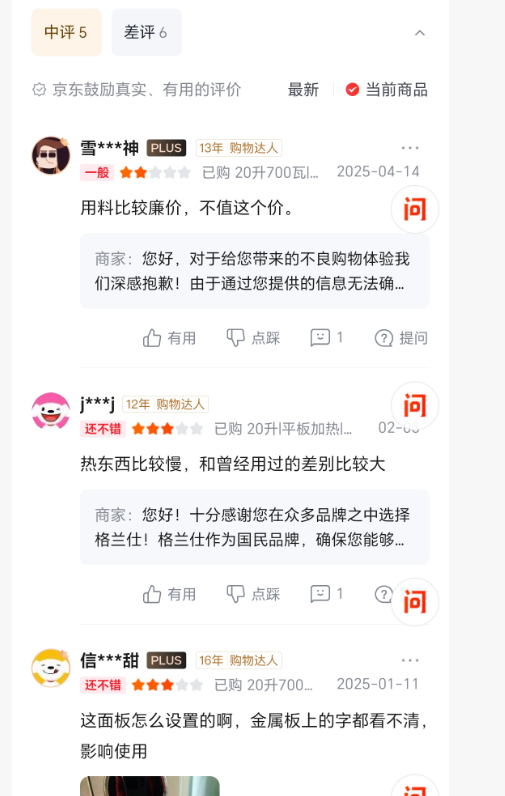 中评 5 差评 6
京东鼓励真实、有用的评价 最新 当前商品
雪***神 PLUS 13年 购物达人
一般 已购 20升700瓦|... 2025-04-14
用料比较廉价，不值这个价。
问
商家：您好，对于给您带来的不良购物体验我
们深感抱歉！由于通过您提供的信息无法确...
有用 点踩 1 提问
j***j 12年 购物达人
问
还不错 已购 20升|平板加热|... 02-
热东西比较慢，和曾经用过的差别比较大
商家：您好！十分感谢您在众多品牌之中选择
格兰仕！格兰仕作为国民品牌，确保您能够...
有用 点踩 1
问
信***甜 PLUS 16年 购物达人
还不错 已购 20升700... 2025-01-11
这面板怎么设置的啊，金属板上的字都看不清，
影响使用
问